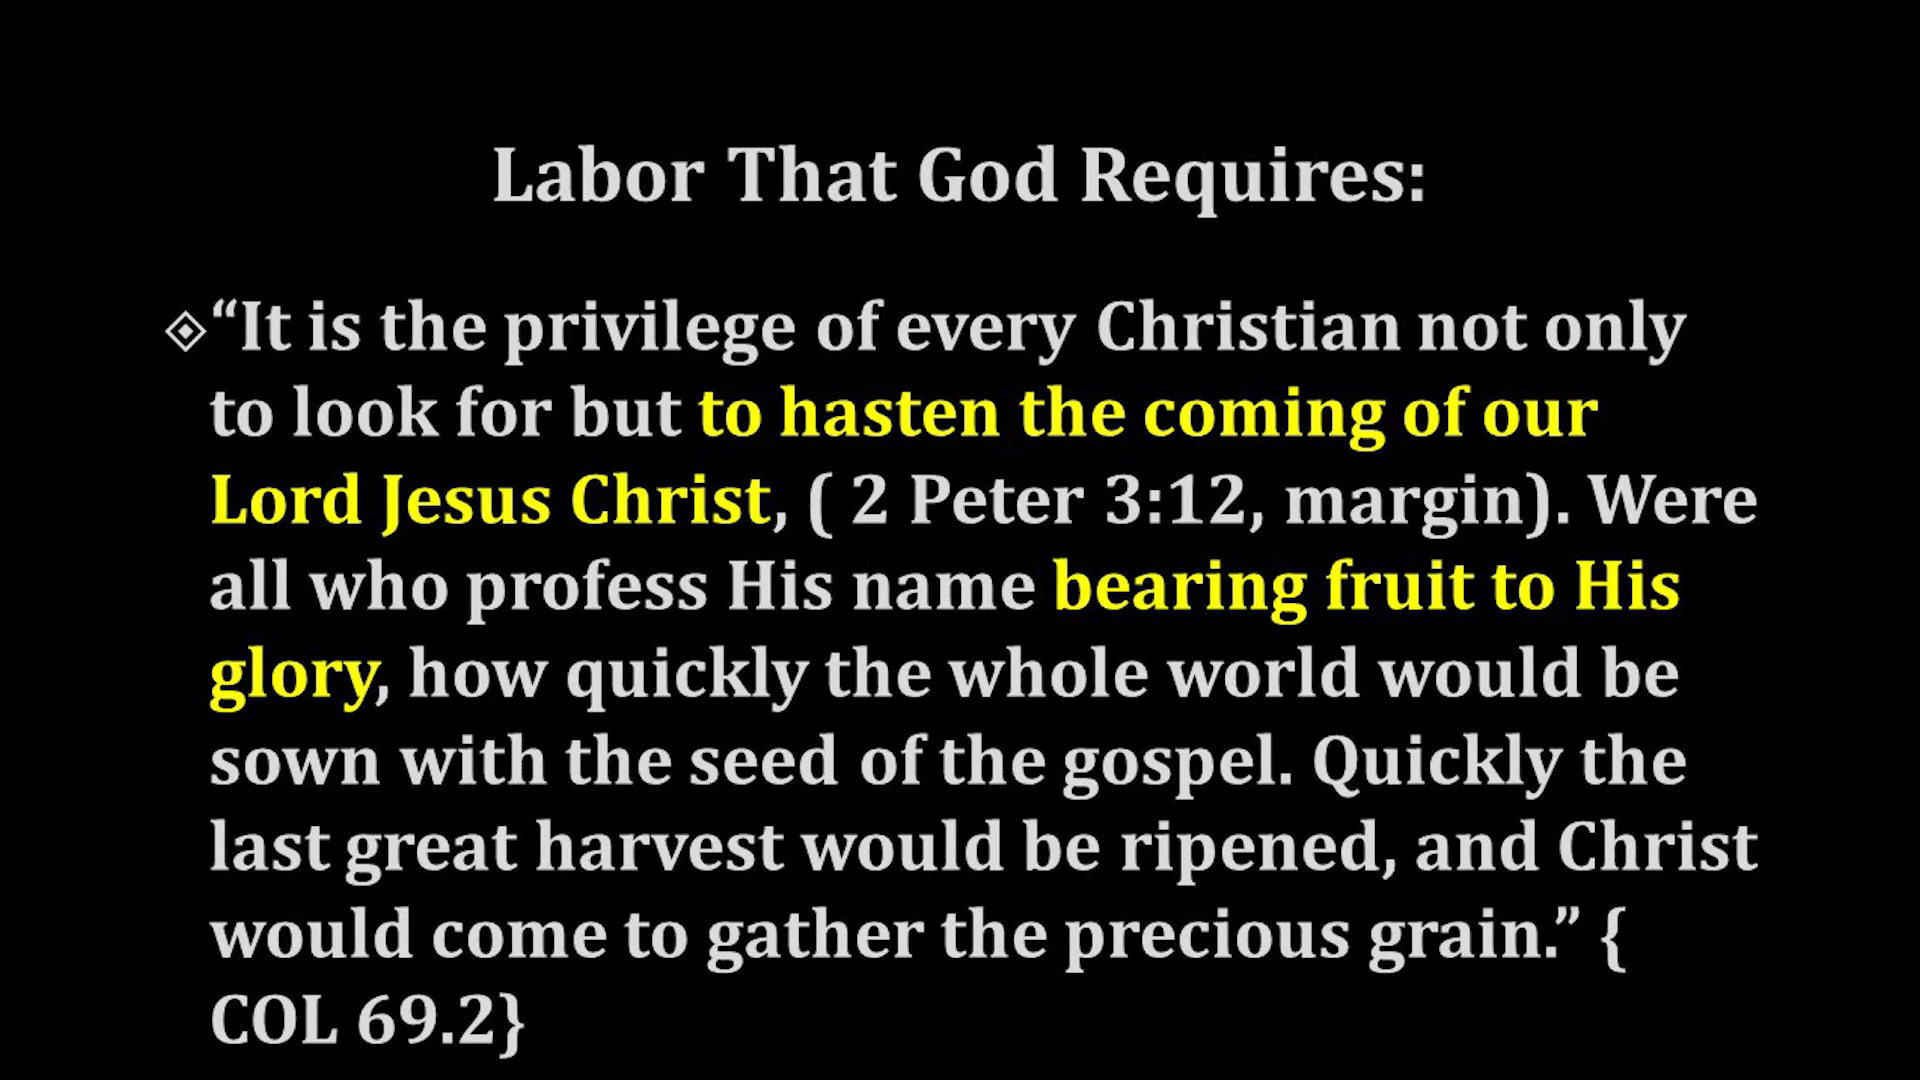 Labor That God Requires:
“It is the privilege of every Christian not only
to look for but to hasten the coming of our
Lord Jesus Christ, ( 2 Peter 3:12, margin). Were
all who profess His name bearing fruit to His
glory, how quickly the whole world would be
sown with the seed of the gospel. Quickly the
last great harvest would be ripened, and Christ
would come to gather the precious grain.” {
COL 69.2}